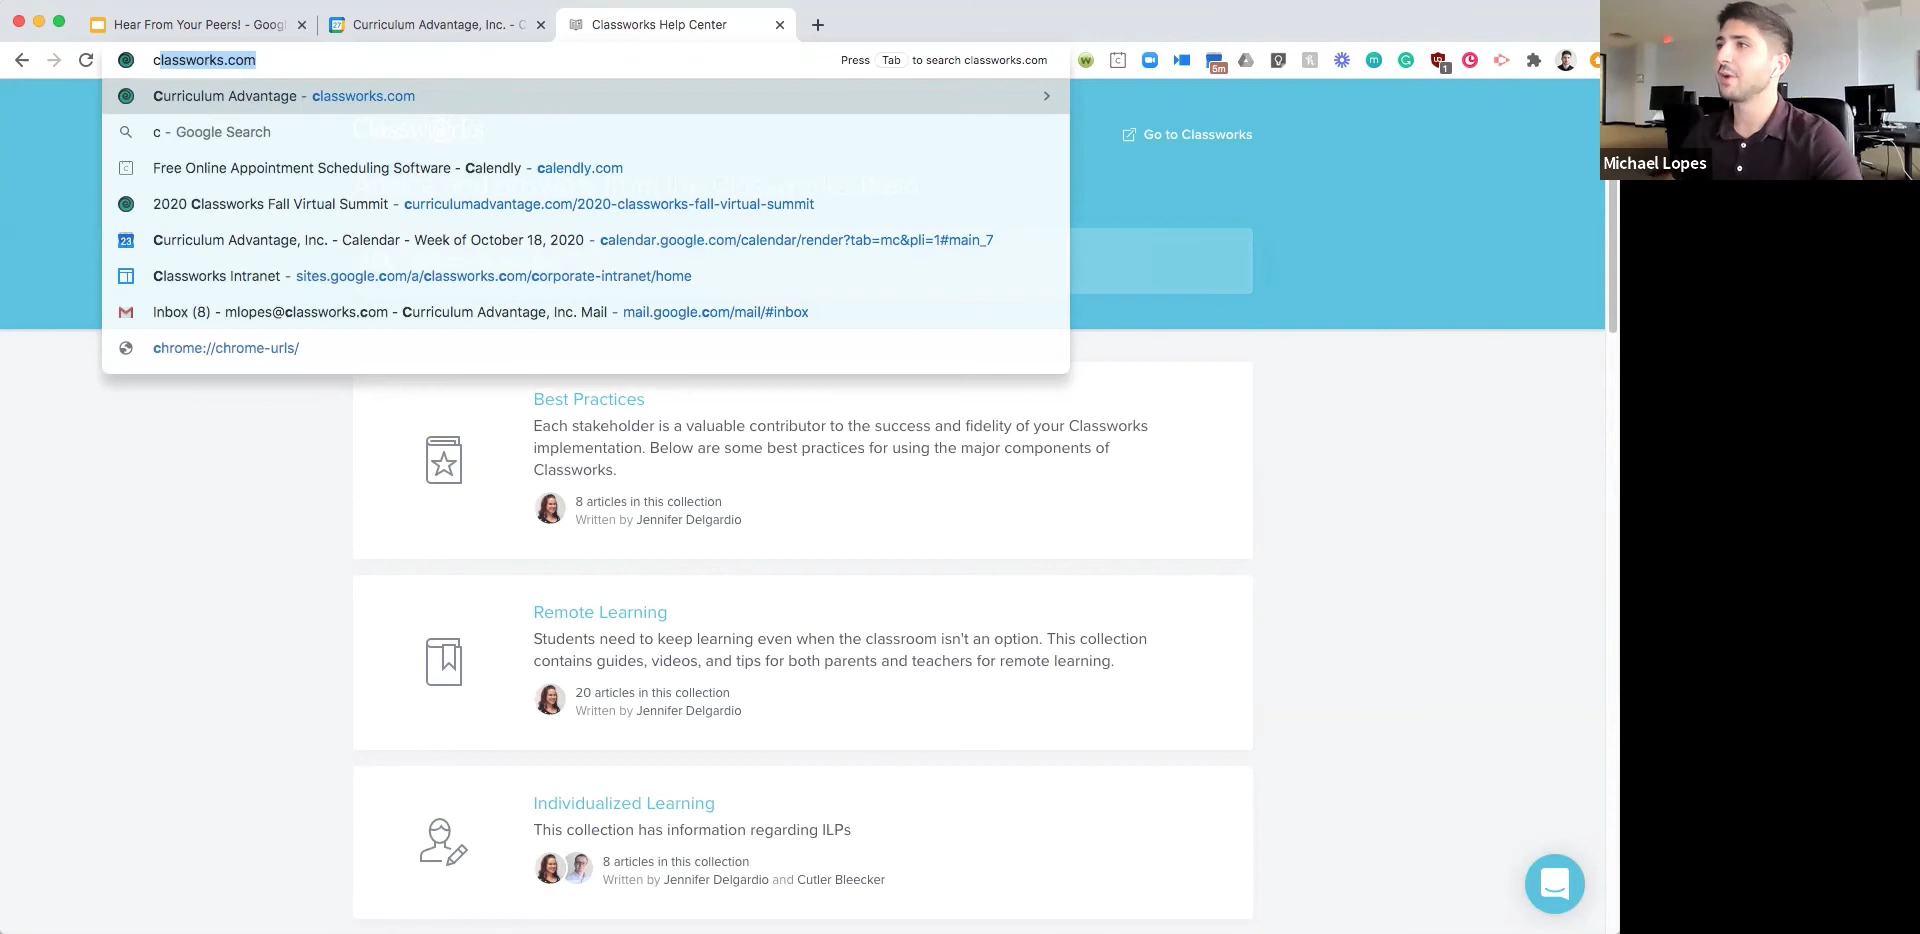 Hear From Your Peers! - Goog
Curriculum Advantage, Inc. - C
Classworks Help Center
classworks.com
Press Tab to search classworks.com
5m
1
Curriculum Advantage - classworks.com
c - Google Search
Classworks
Go to Classworks
Free Online Appointment Scheduling Software - Calendly - calendly.com
2020 Classworks Fall Virtual Summit - curriculumadvantage.com/2020-classworks-fall-virtual-summit
Curriculum Advantage, Inc. - Calendar - Week of October 18, 2020 - calendar.google.com/calendar/render?tab=mc&pli=1#main_7
Classworks Intranet - sites.google.com/a/classworks.com/corporate-intranet/home
Inbox (8) - mlopes@classworks.com - Curriculum Advantage, Inc. Mail - mail.google.com/mail/#inbox
chrome://chrome-urls/
Michael Lopes
Best Practices
Each stakeholder is a valuable contributor to the success and fidelity of your Classworks
implementation. Below are some best practices for using the major components of
Classworks.
8 articles in this collection
Written by Jennifer Delgardio
Remote Learning
Students need to keep learning even when the classroom isn't an option. This collection
contains guides, videos, and tips for both parents and teachers for remote learning.
20 articles in this collection
Written by Jennifer Delgardio
Individualized Learning
This collection has information regarding ILPs
8 articles in this collection
Written by Jennifer Delgardio and Cutler Bleecker